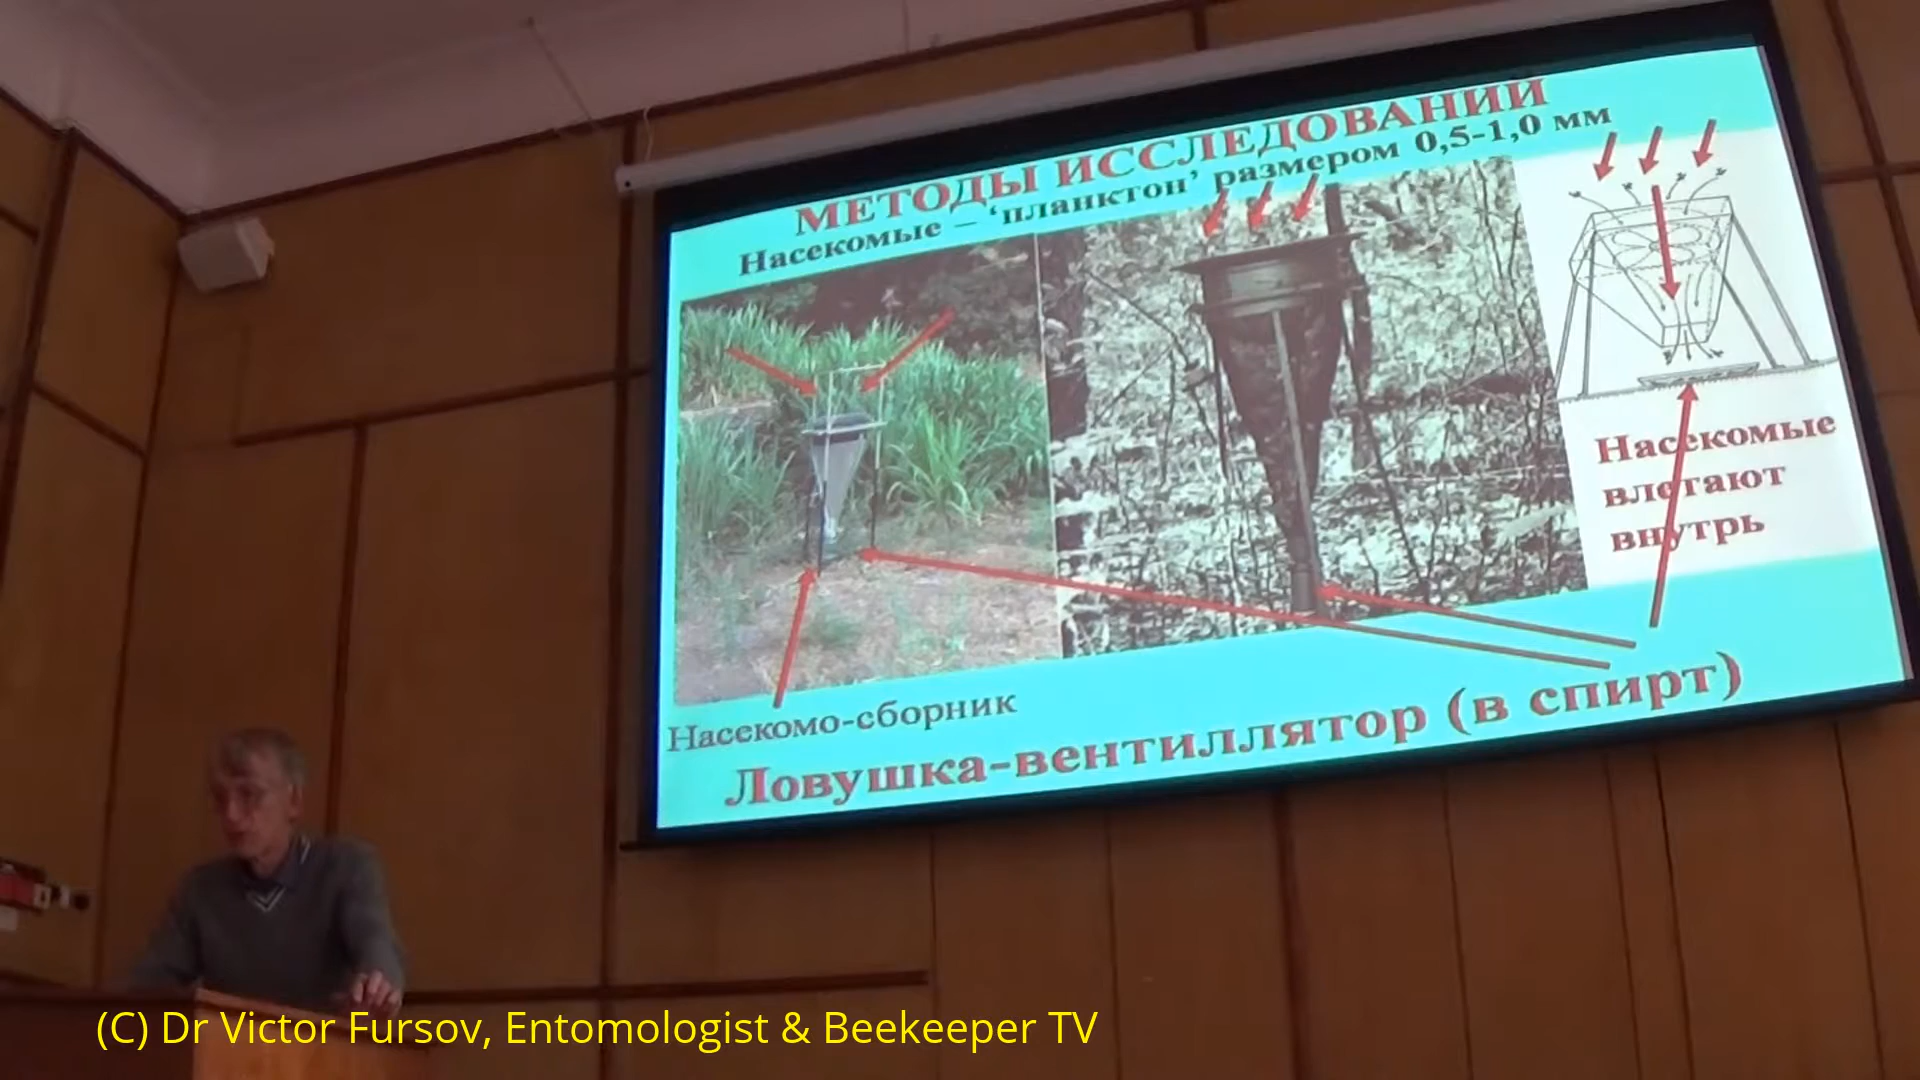 МЕТОДЫ ИССЛЕДОВАНИЙ
Насекомые – ‘планктон’ размером 0,5-1,0 мм
Насекомые
влетают
внутрь
Насекомо-сборник
Ловушка-вентиллятор (в спирт)
(C) Dr Victor Fursov, Entomologist & Beekeeper TV